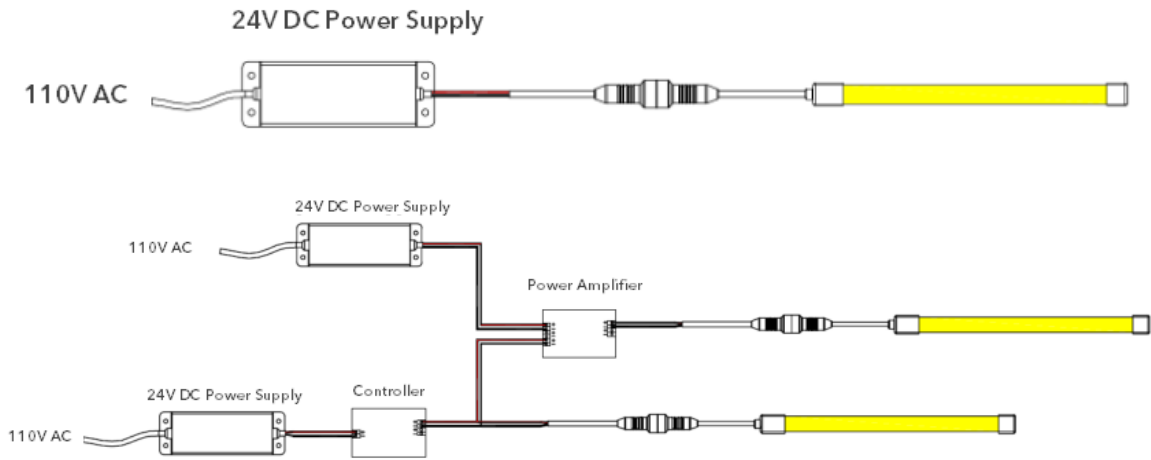 24V DC Power Supply
110V AC
24V DC Power Supply
110V AC
Power Amplifier
24V DC Power Supply
Controller
110V AC